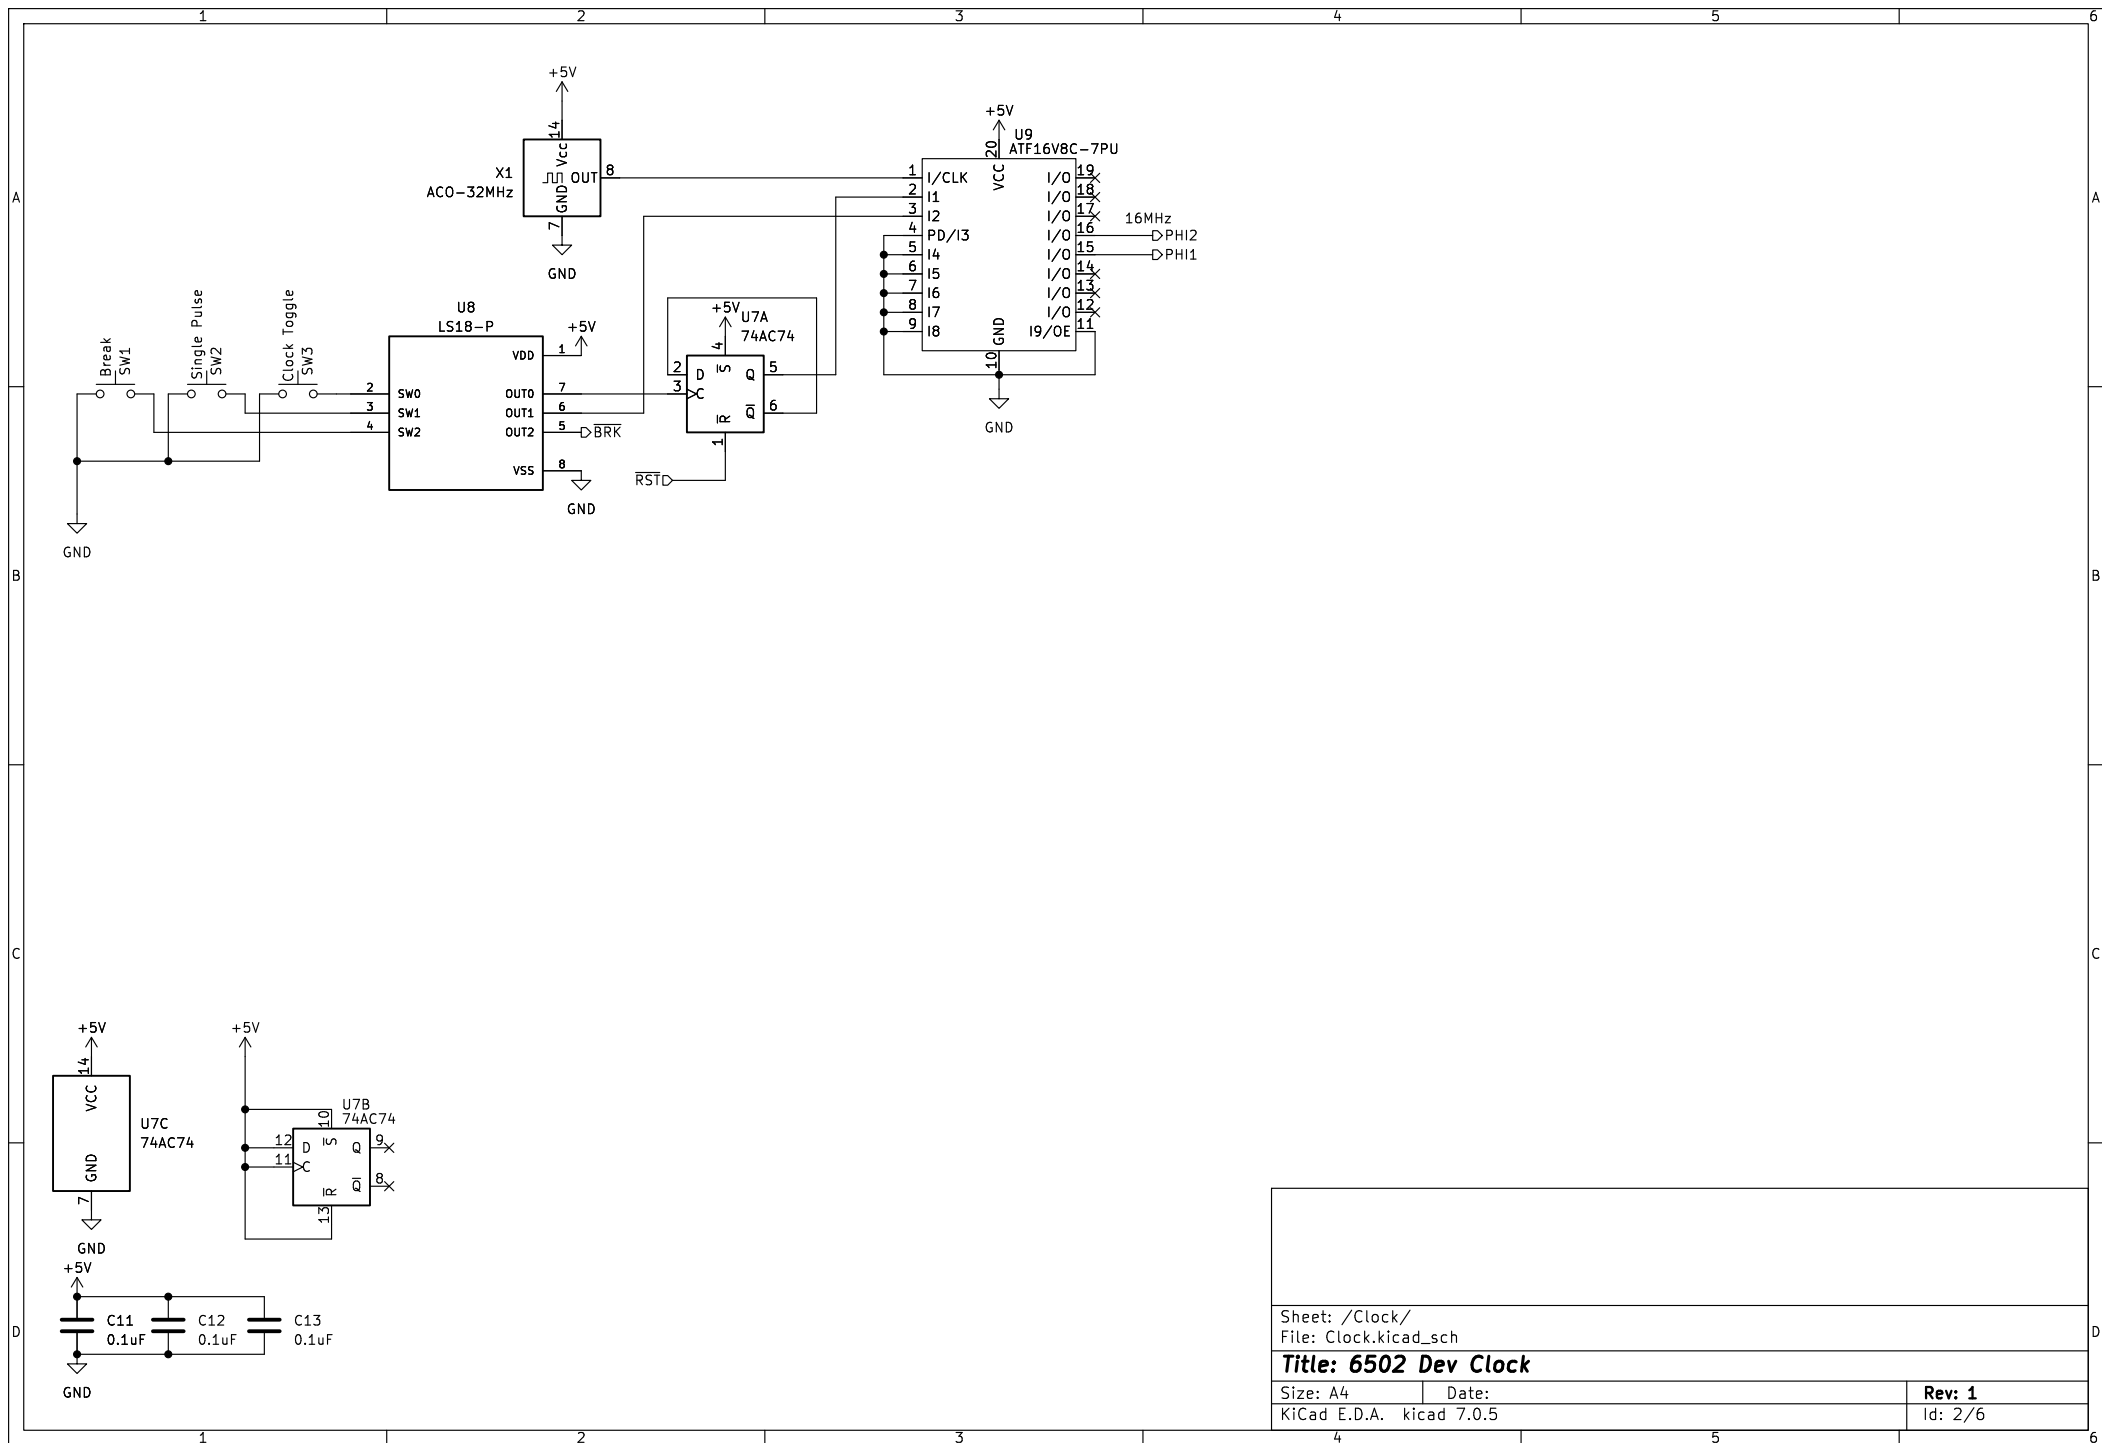 1 2 3 4 5 6
A
B
C
D
A
B
C
D
1 2 3 4 5 6
+5V
14
Vcc
X1
ACO-32MHz
OUT
8
GND
7
GND
+5V
U9
ATF16V8C-7PU
20
VCC
1 I/CLK
2 I1
3 I2
4 PD/I3
5 I4
6 I5
7 I6
8 I7
9 I8
I/O 19
I/O 18
I/O 17
I/O 16
I/O 15
I/O 14
I/O 13
I/O 12
I9/OE 11
GND
10
GND
16MHz
PHI2
PHI1
Break
SW1
Single Pulse
SW2
Clock Toggle
SW3
GND
U8
LS18-P
2 SW0
3 SW1
4 SW2
VDD 1
OUT0 7
OUT1 6
OUT2 5
VSS 8
+5V
BRK
GND
+5V
U7A
74AC74
4
S
2 D
3 C
Q 5
Q 6
R
1
RST
+5V
14
VCC
U7C
74AC74
GND
7
GND
+5V
U7B
74AC74
10
S
12 D
11 C
Q 9
Q 8
R
13
+5V
C11
0.1uF
C12
0.1uF
C13
0.1uF
GND
Sheet: /Clock/
File: Clock.kicad_sch
Title: 6502 Dev Clock
Size: A4 Date: Rev: 1
KiCad E.D.A. kicad 7.0.5 Id: 2/6